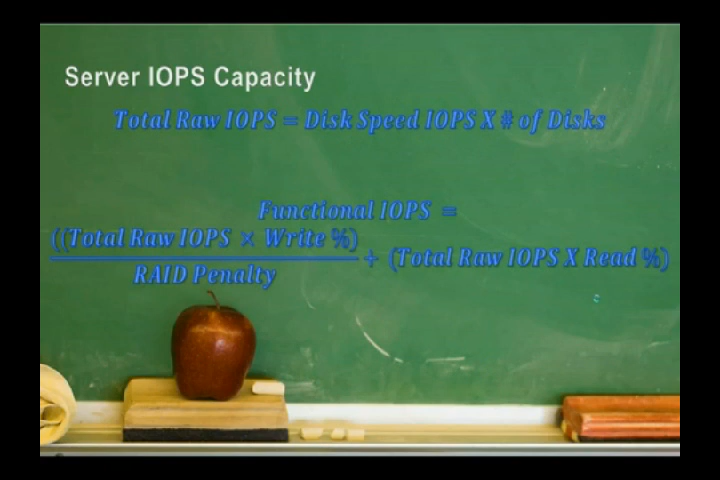 Server IOPS Capacity
Total Raw IOPS = Disk Speed IOPS X # of Disks
Functional IOPS =
((Total Raw IOPS × Write %)
RAID Penalty
+ (Total Raw IOPS X Read %)